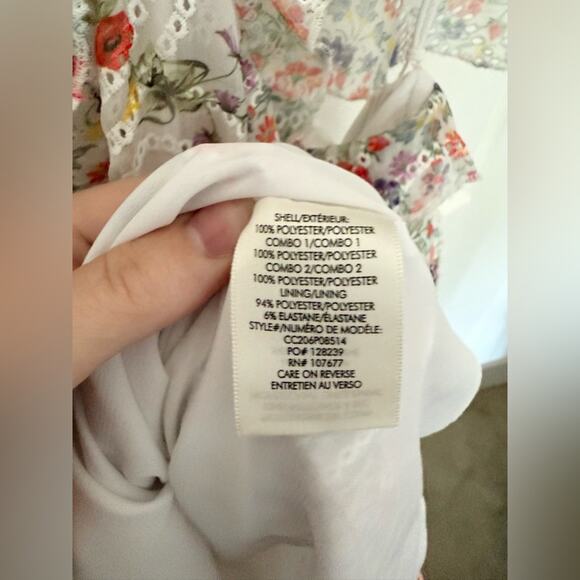 SHELL/EXTÉRIEUR:
100% POLYESTER/POLYESTER
COMBO 1/COMBO 1
100% POLYESTER/POLYESTER
COMBO 2/COMBO 2
100% POLYESTER/POLYESTER
LINING/LINING
94% POLYESTER/POLYESTER
6% ELASTANE/ÉLASTANE
STYLE#/NUMÉRO DE MODÈLE:
CC206P08514
PO# 128239
RN# 107677
CARE ON REVERSE
ENTRETIEN AU VERSO